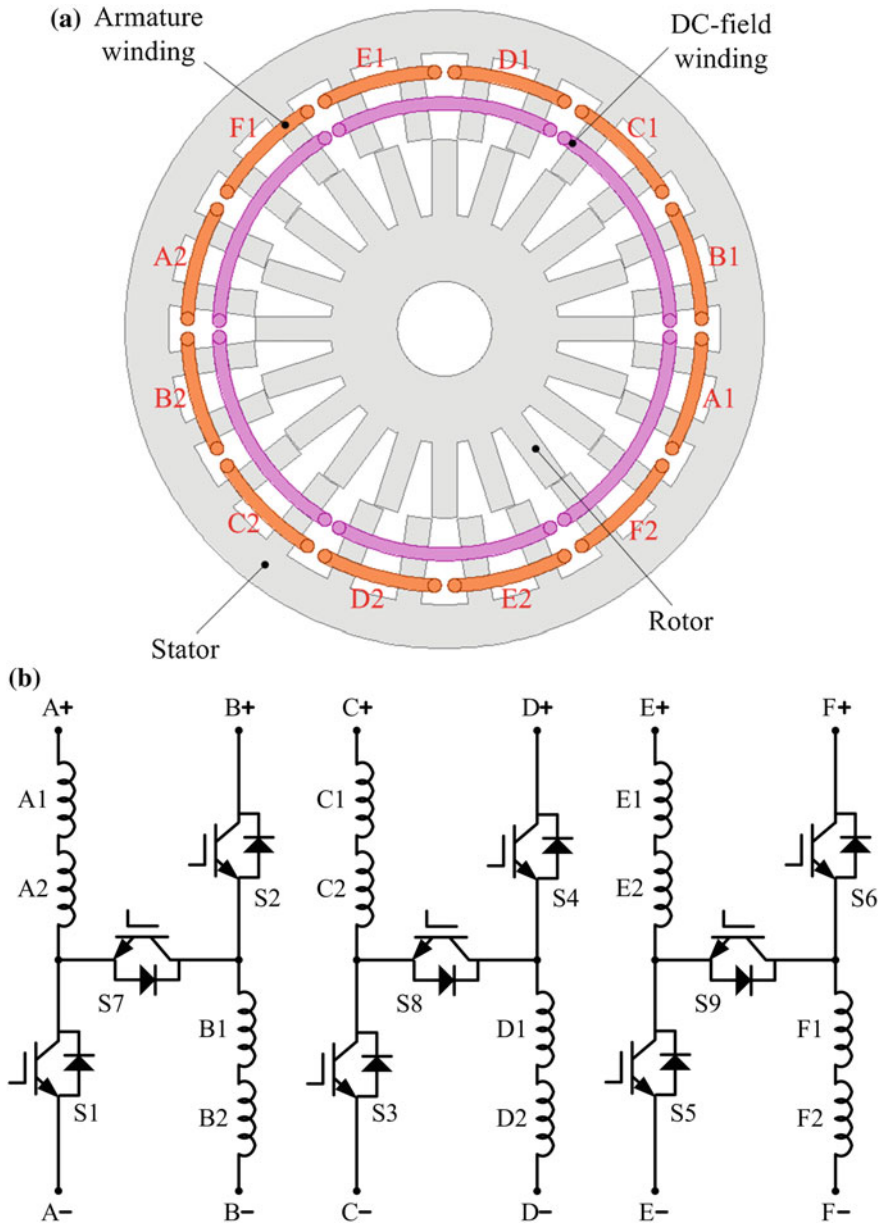 (a)
Armature
winding
DC-field
winding
E1
D1
F1
C1
A2
B1
B2
A1
C2
F2
D2
E2
Stator
Rotor
(b)
A+ B+ C+ D+ E+ F+
A1 C1 E1
A2 S2 C2 S4 E2 S6
S7 S8 S9
B1 D1 F1
S1 B2 S3 D2 S5 F2
A− B− C− D− E− F−